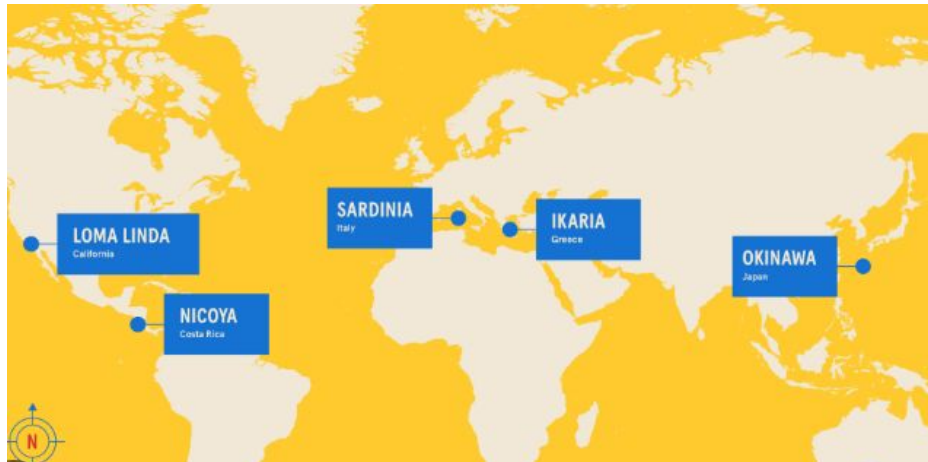 SARDINIA
Italy
IKARIA
Greece
LOMA LINDA
California
OKINAWA
Japan
NICOYA
Costa Rica
N